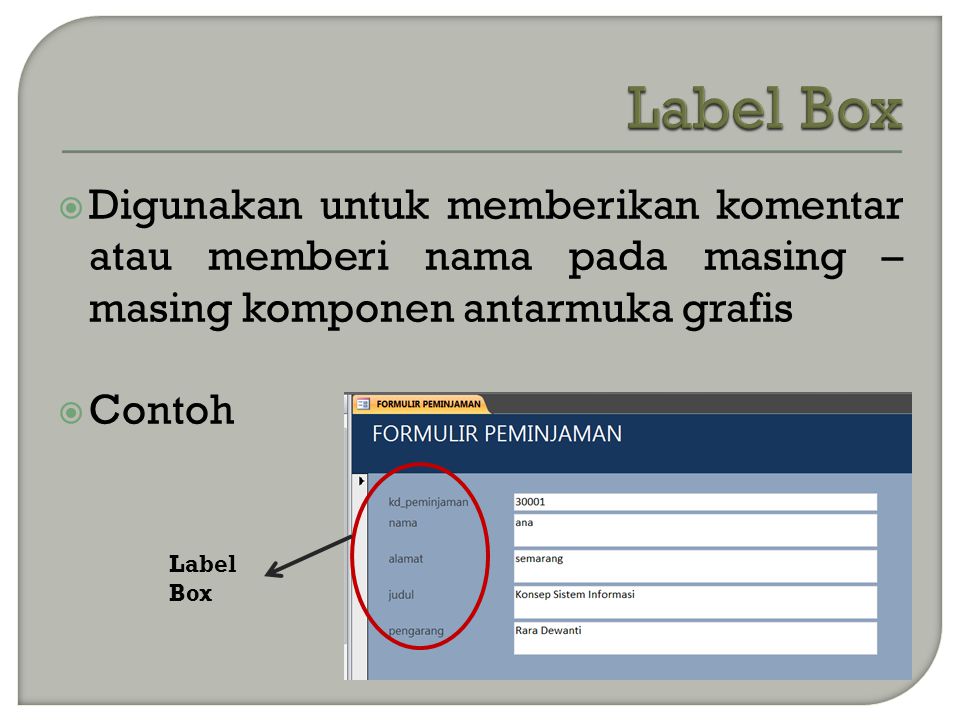 Label Box
Digunakan untuk memberikan komentar
atau memberi nama pada masing –
masing komponen antarmuka grafis
Contoh
FORMULIR PEMINJAMAN
FORMULIR PEMINJAMAN
kd_peminjaman 30001
nama ana
alamat semarang
judul Konsep Sistem Informasi
pengarang Rara Dewanti
Label
Box